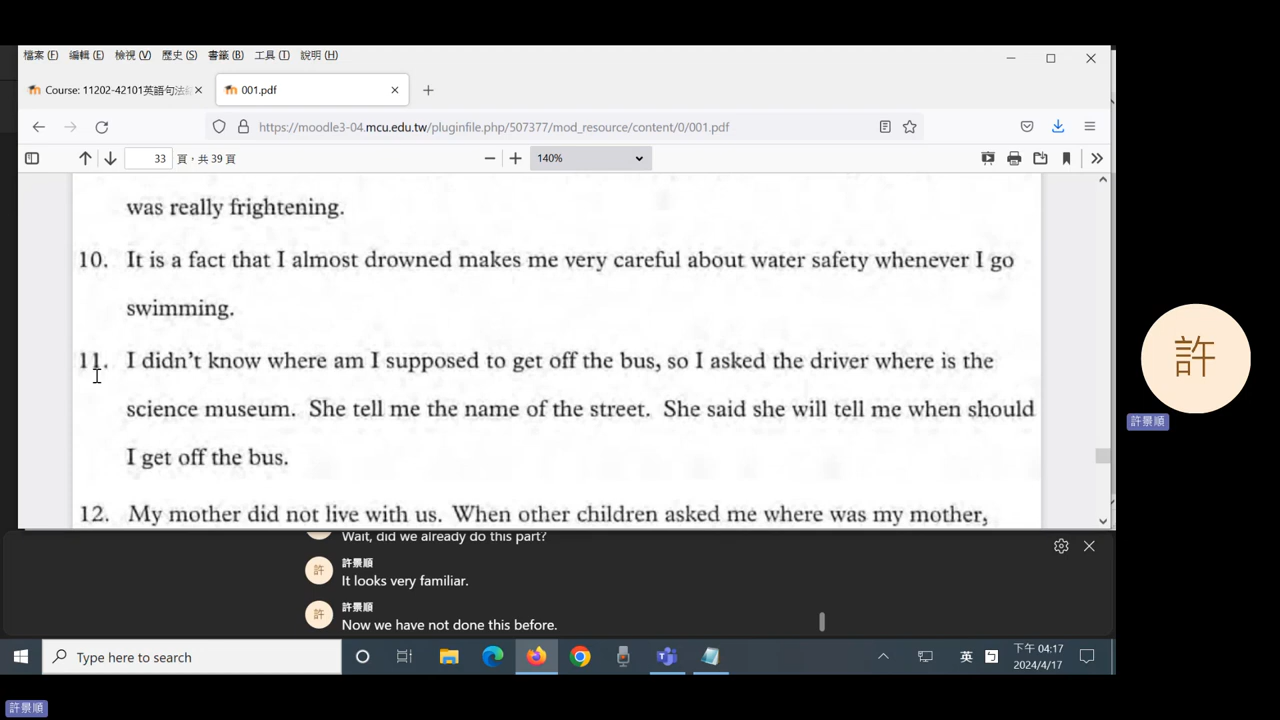 檔案 (F) 編輯 (E) 檢視 (V) 歷史 (S) 書籤 (B) 工具 (T) 說明 (H)
Course: 11202-42101英語句法
001.pdf
https://moodle3-04.mcu.edu.tw/pluginfile.php/507377/mod_resource/content/0/001.pdf
33 頁，共 39 頁
140%
was really frightening.
10. It is a fact that I almost drowned makes me very careful about water safety whenever I go
swimming.
11. I didn't know where am I supposed to get off the bus, so I asked the driver where is the
science museum. She tell me the name of the street. She said she will tell me when should
I get off the bus.
12. My mother did not live with us. When other children asked me where was my mother,
許
許景順
Wait, did we already do this part?
許景順
許
It looks very familiar.
許景順
許
Now we have not done this before.
Type here to search
英
下午 04:17
2024/4/17
許景順